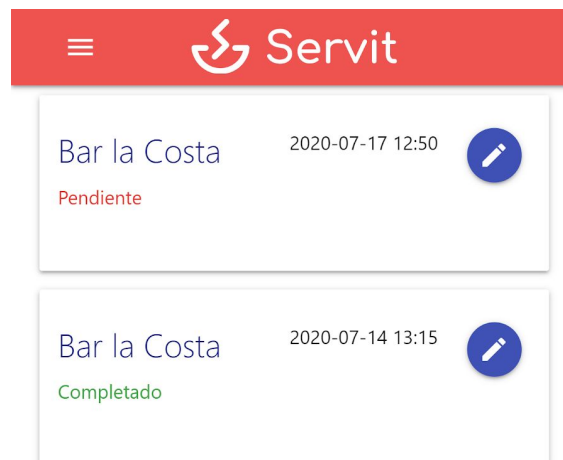 Servit
Bar la Costa 2020-07-17 12:50
Pendiente
Bar la Costa 2020-07-14 13:15
Completado